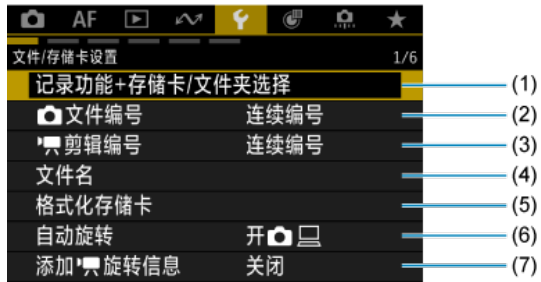 AF
文件/存储卡设置 1/6
记录功能+存储卡/文件夹选择 (1)
文件编号 连续编号 (2)
剪辑编号 连续编号 (3)
文件名 (4)
格式化存储卡 (5)
自动旋转 开 (6)
添加旋转信息 关闭 (7)